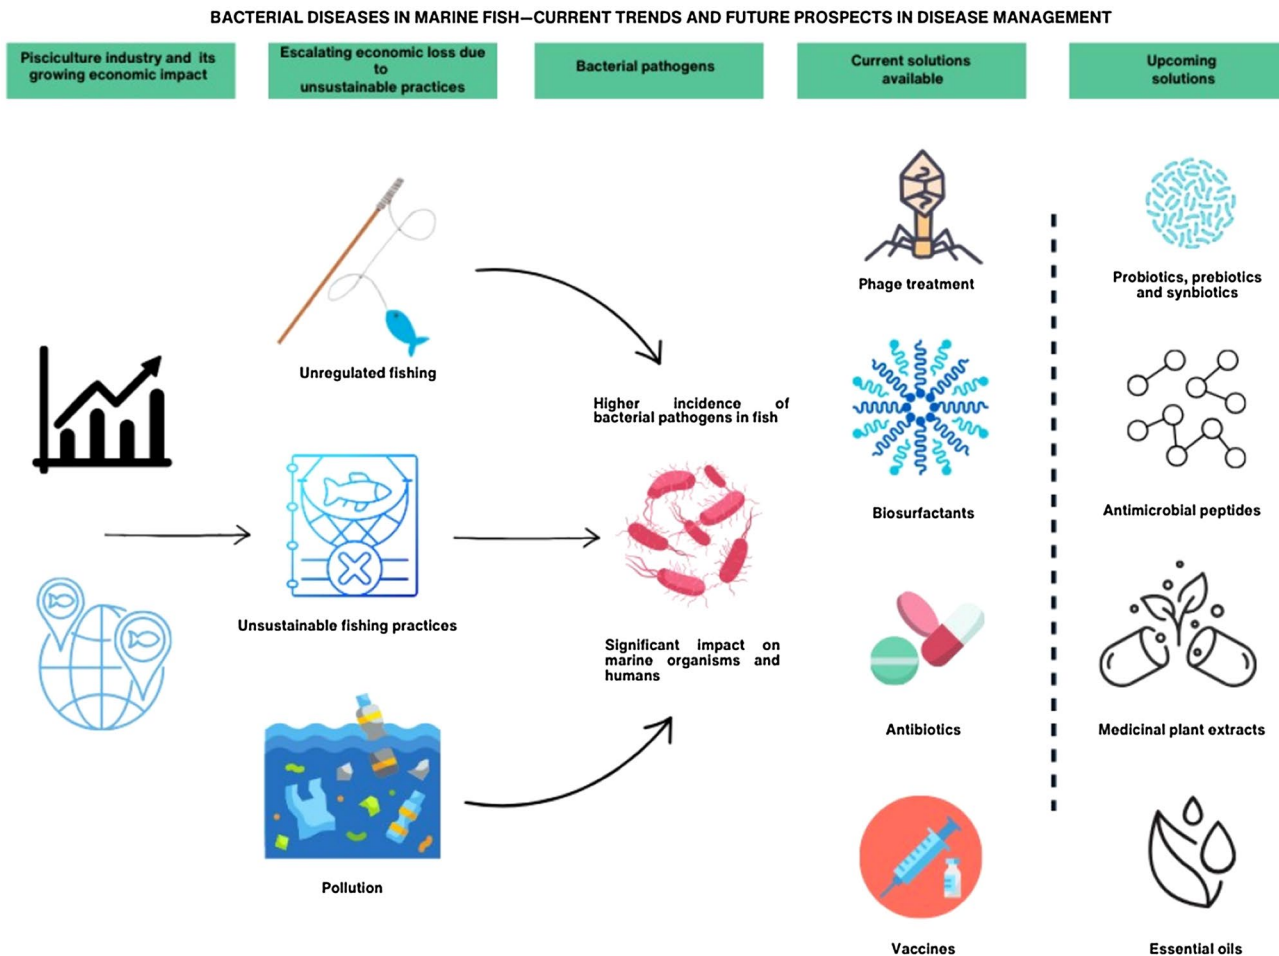 BACTERIAL DISEASES IN MARINE FISH—CURRENT TRENDS AND FUTURE PROSPECTS IN DISEASE MANAGEMENT
Pisciculture industry and its
growing economic impact
Escalating economic loss due
to
unsustainable practices
Bacterial pathogens
Current solutions
available
Upcoming
solutions
Unregulated fishing
Unsustainable fishing practices
Pollution
Higher incidence of
bacterial pathogens in fish
Significant impact on
marine organisms and
humans
Phage treatment
Biosurfactants
Antibiotics
Vaccines
Probiotics, prebiotics
and synbiotics
Antimicrobial peptides
Medicinal plant extracts
Essential oils